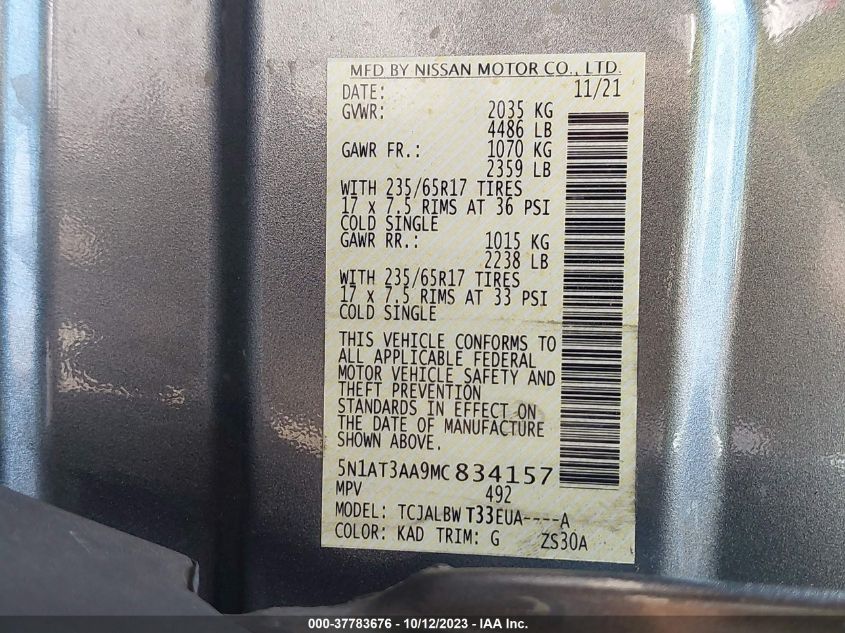 MFD BY NISSAN MOTOR CO., LTD.
DATE: 11/21
GVWR: 2035 KG
4486 LB
GAWR FR.: 1070 KG
2359 LB
WITH 235/65R17 TIRES
17 x 7.5 RIMS AT 36 PSI
COLD SINGLE
GAWR RR.: 1015 KG
2238 LB
WITH 235/65R17 TIRES
17 x 7.5 RIMS AT 33 PSI
COLD SINGLE
THIS VEHICLE CONFORMS TO
ALL APPLICABLE FEDERAL
MOTOR VEHICLE SAFETY AND
THEFT PREVENTION
STANDARDS IN EFFECT ON
THE DATE OF MANUFACTURE
SHOWN ABOVE.
5N1AT3AA9MC834157
MPV 492
MODEL: TCJALBWT33EUA----A
COLOR: KAD TRIM: G ZS30A
000-37783676 - 10/12/2023 - IAA Inc.